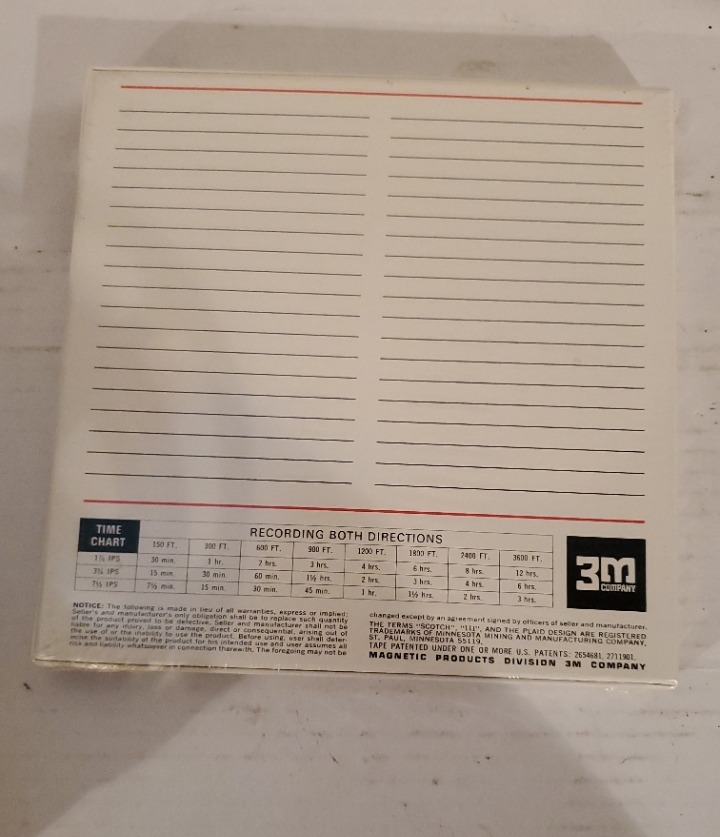 TIME CHART
RECORDING BOTH DIRECTIONS
150 FT. 300 FT. 600 FT. 900 FT. 1200 FT. 1800 FT. 2400 FT. 3600 FT.
1⅞ IPS 30 min. 1 hr. 2 hrs. 3 hrs. 4 hrs. 6 hrs. 8 hrs. 12 hrs.
3¾ IPS 15 min. 30 min. 60 min. 1½ hrs. 2 hrs. 3 hrs. 4 hrs. 6 hrs.
7½ IPS 7½ min. 15 min. 30 min. 45 min. 1 hr. 1½ hrs. 2 hrs. 3 hrs.
3M
COMPANY
NOTICE: The following is made in lieu of all warranties, express or implied:
Seller's and manufacturer's only obligation shall be to replace such quantity
of the product proved to be defective. Seller and manufacturer shall not be
liable for any injury, loss or damage, direct or consequential, arising out of
the use of or the inability to use the product. Before using, user shall deter-
mine the suitability of the product for his intended use and user assumes all
risk and liability whatsoever in connection therewith. The foregoing may not be
changed except by an agreement signed by officers of seller and manufacturer.
THE TERMS "SCOTCH", "111", AND THE PLAID DESIGN ARE REGISTERED
TRADEMARKS OF MINNESOTA MINING AND MANUFACTURING COMPANY,
ST. PAUL, MINNESOTA 55119.
TAPE PATENTED UNDER ONE OR MORE U.S. PATENTS: 2654681, 2711901.
MAGNETIC PRODUCTS DIVISION 3M COMPANY